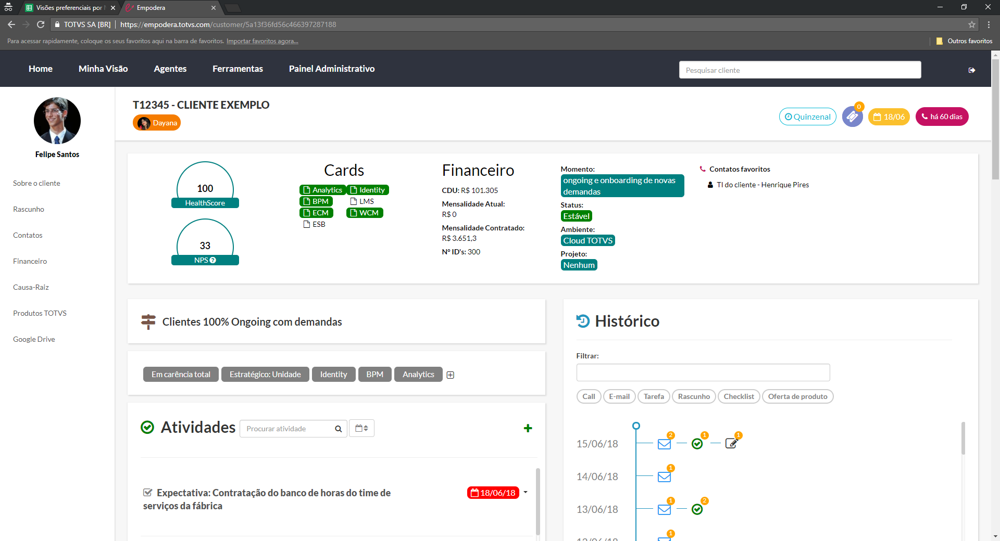 Visões preferenciais por
Empodera
TOTVS SA [BR]
https://empodera.totvs.com/customer/5a13f36fd56c466397287188
Para acessar rapidamente, coloque os seus favoritos aqui na barra de favoritos. Importar favoritos agora...
Outros favoritos
Home
Minha Visão
Agentes
Ferramentas
Painel Administrativo
Pesquisar cliente
Felipe Santos
Sobre o cliente
Rascunho
Contatos
Financeiro
Causa-Raiz
Produtos TOTVS
Google Drive
T12345 - CLIENTE EXEMPLO
Dayana
Quinzenal
0
18/06
há 60 dias
100
HealthScore
33
NPS
Cards
Analytics
Identity
BPM
LMS
ECM
WCM
ESB
Financeiro
CDU: R$ 101.305
Mensalidade Atual:
R$ 0
Mensalidade Contratado:
R$ 3.651,3
Nº ID's: 300
Momento:
ongoing e onboarding de novas
demandas
Status:
Estável
Ambiente:
Cloud TOTVS
Projeto:
Nenhum
Contatos favoritos
TI do cliente - Henrique Pires
Clientes 100% Ongoing com demandas
Em carência total
Estratégico: Unidade
Identity
BPM
Analytics
Atividades
Procurar atividade
Expectativa: Contratação do banco de horas do time de
serviços da fábrica
18/06/18
Histórico
Filtrar:
Call
E-mail
Tarefa
Rascunho
Checklist
Oferta de produto
15/06/18
2
1
1
14/06/18
1
13/06/18
1
2
12/06/18
1